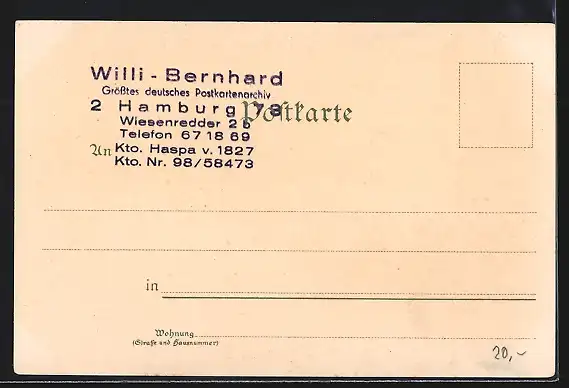 Willi - Bernhard
Größtes deutsches Postkartenarchiv
2 Hamburg 73
Postkarte
Wiesenredder 2b
Telefon 67 18 69
An
Kto. Haspa v. 1827
Kto. Nr. 98/58473
in
Wohnung
(Straße und Hausnummer)
20,-